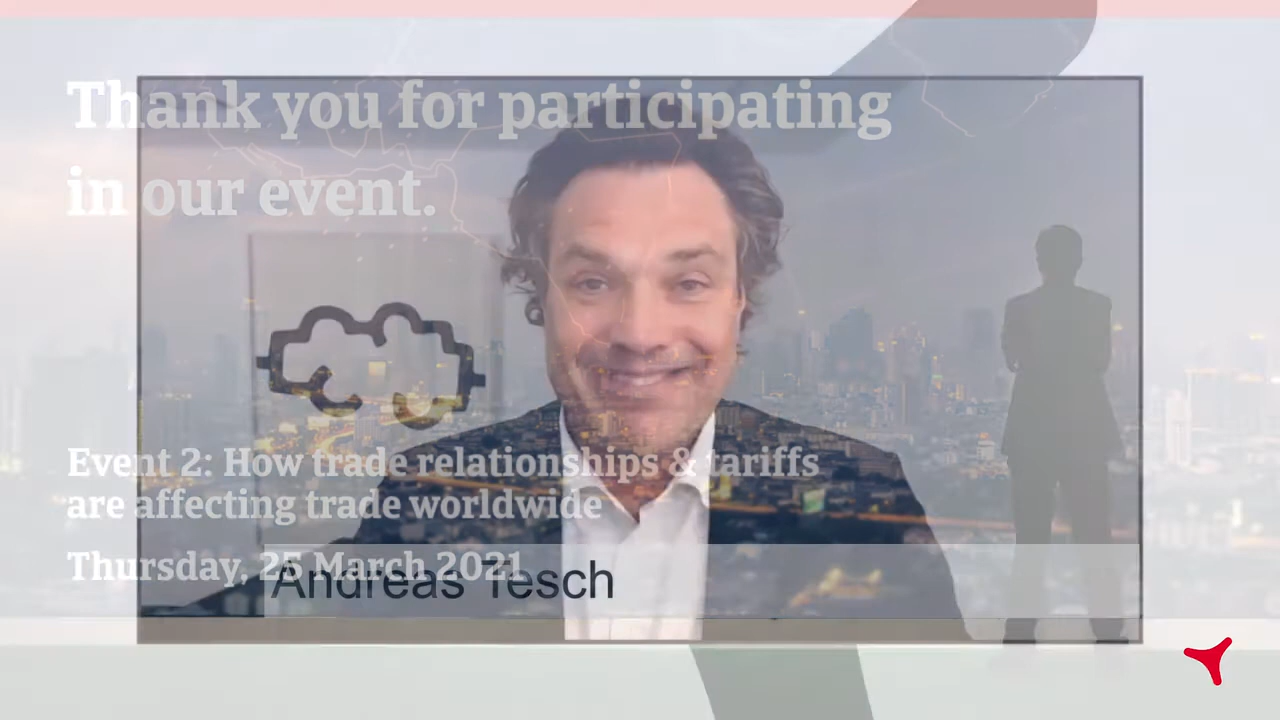 Thank you for participating
in our event.
Event 2: How trade relationships & tariffs
are affecting trade worldwide
Thursday, 25 March 2021
Andreas Tesch